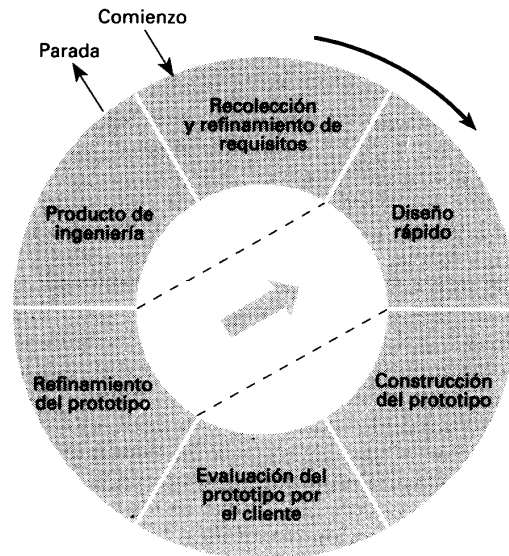 Comienzo
Parada
Recolección
y refinamiento de
requisitos
Diseño
rápido
Construcción
del prototipo
Evaluación del
prototipo por
el cliente
Refinamiento
del prototipo
Producto de
ingeniería